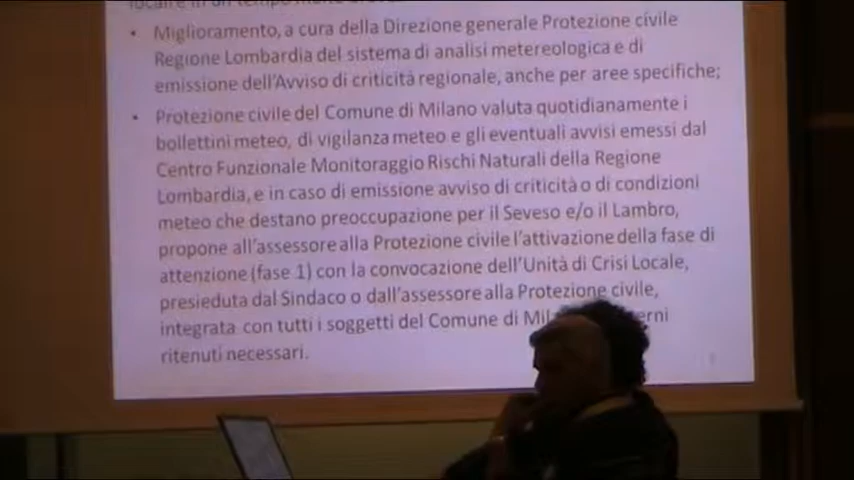 locale in un tempo molto
• Miglioramento, a cura della Direzione generale Protezione civile
Regione Lombardia del sistema di analisi metereologica e di
emissione dell'Avviso di criticità regionale, anche per aree specifiche;
• Protezione civile del Comune di Milano valuta quotidianamente i
bollettini meteo, di vigilanza meteo e gli eventuali avvisi emessi dal
Centro Funzionale Monitoraggio Rischi Naturali della Regione
Lombardia, e in caso di emissione avviso di criticità o di condizioni
meteo che destano preoccupazione per il Seveso e/o il Lambro,
propone all'assessore alla Protezione civile l'attivazione della fase di
attenzione (fase 1) con la convocazione dell'Unità di Crisi Locale,
presieduta dal Sindaco o dall'assessore alla Protezione civile,
integrata con tutti i soggetti del Comune di
ritenuti necessari.